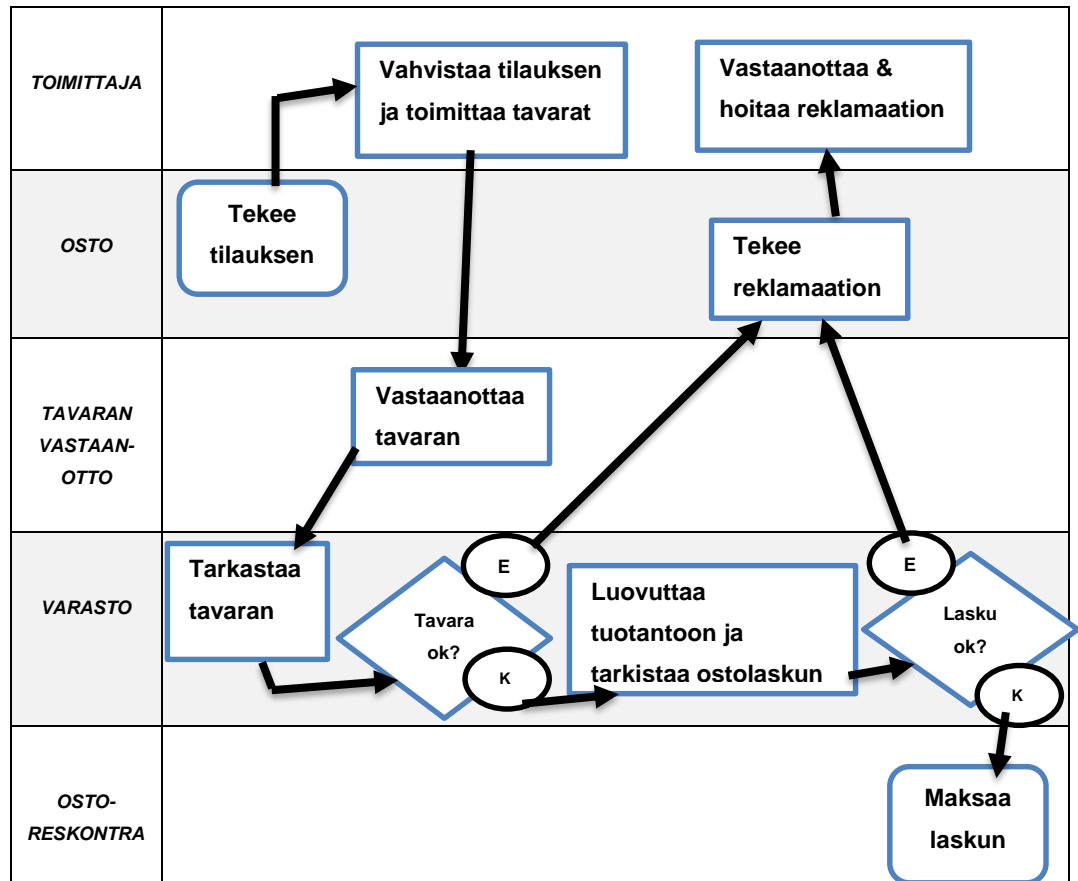 TOIMITTAJA
Vahvistaa tilauksen
ja toimittaa tavarat
Vastaanottaa &
hoitaa reklamaation
OSTO
Tekee
tilauksen
Tekee
reklamaation
TAVARAN
VASTAAN-
OTTO
Vastaanottaa
tavaran
VARASTO
Tarkastaa
tavaran
Tavara
ok?
E
K
Luovuttaa
tuotantoon ja
tarkistaa ostolaskun
Lasku
ok?
E
K
OSTO-
RESKONTRA
Maksaa
laskun